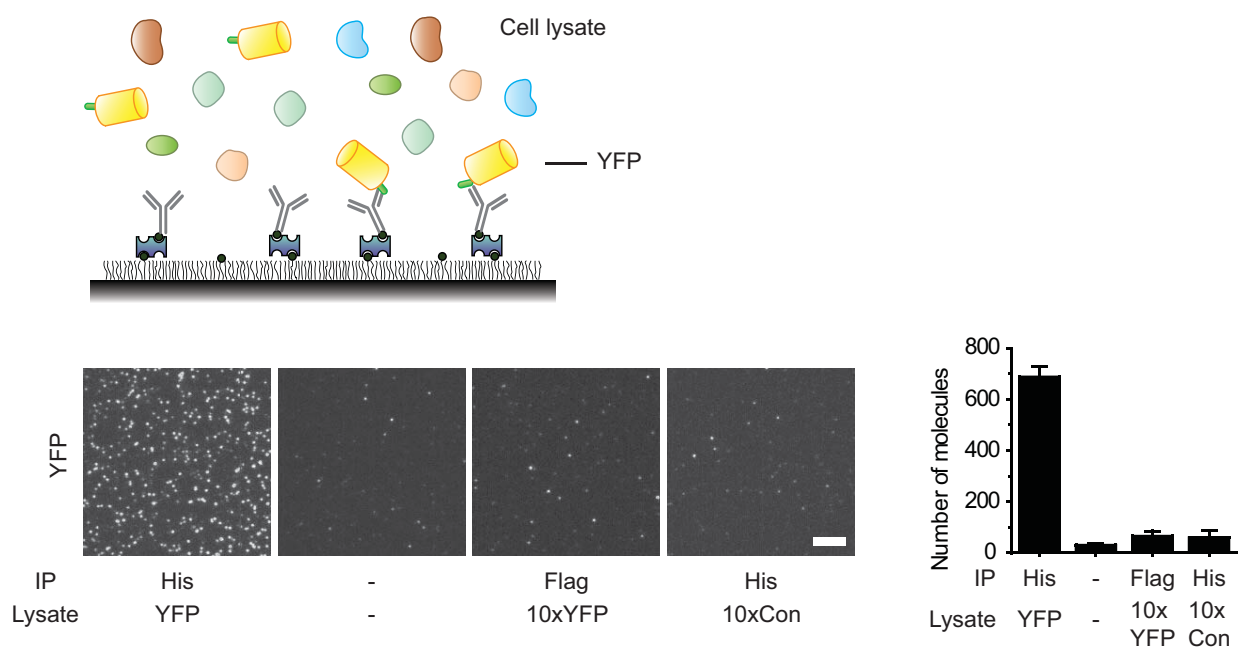 Cell lysate
YFP
YFP
IP His - Flag His
Lysate YFP - 10xYFP 10xCon
Number of molecules
800
600
400
200
0
IP His - Flag His
Lysate YFP - 10x 10x
YFP Con